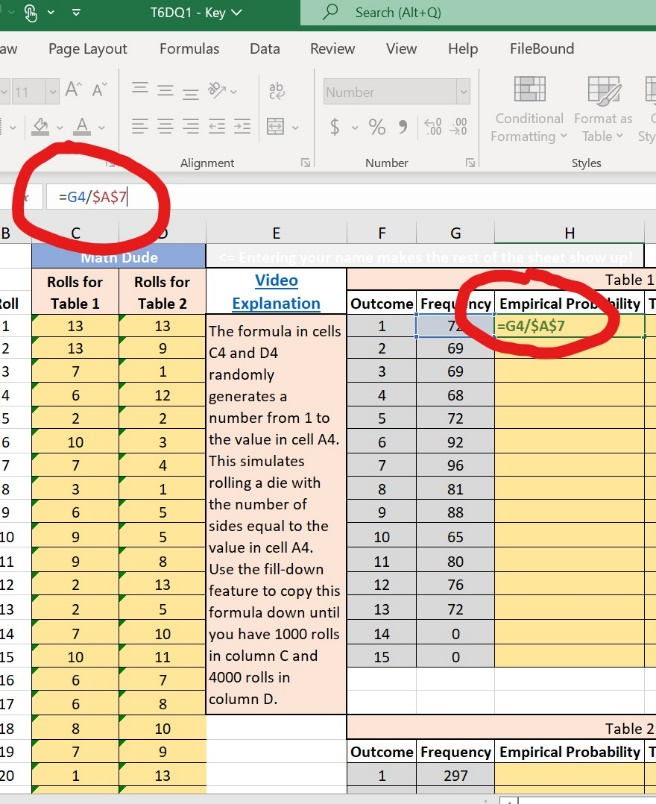 T6DQ1 - Key
Search (Alt+Q)
aw Page Layout Formulas Data Review View Help FileBound
11 A A ab Number
A $ % Conditional Formatting Format as Table
Alignment Number Styles
=G4/$A$7
B C D E F G H
Math Dude <= Entering your name makes the rest of the sheet show up!
Rolls for Table 1
Rolls for Table 2
Video
Explanation
Table 1
oll
Outcome Frequency Empirical Probability T
1 13 13
2 13 9
3 7 1
4 6 12
5 2 2
6 10 3
7 7 4
8 3 1
9 6 5
10 9 5
11 9 8
12 2 13
13 2 5
14 7 10
15 10 11
16 6 7
17 6 8
18 8 10
19 7 9
20 1 13
The formula in cells
C4 and D4
randomly
generates a
number from 1 to
the value in cell A4.
This simulates
rolling a die with
the number of
sides equal to the
value in cell A4.
Use the fill-down
feature to copy this
formula down until
you have 1000 rolls
in column C and
4000 rolls in
column D.
1 72 =G4/$A$7
2 69
3 69
4 68
5 72
6 92
7 96
8 81
9 88
10 65
11 80
12 76
13 72
14 0
15 0
Table 2
Outcome Frequency Empirical Probability T
1 297